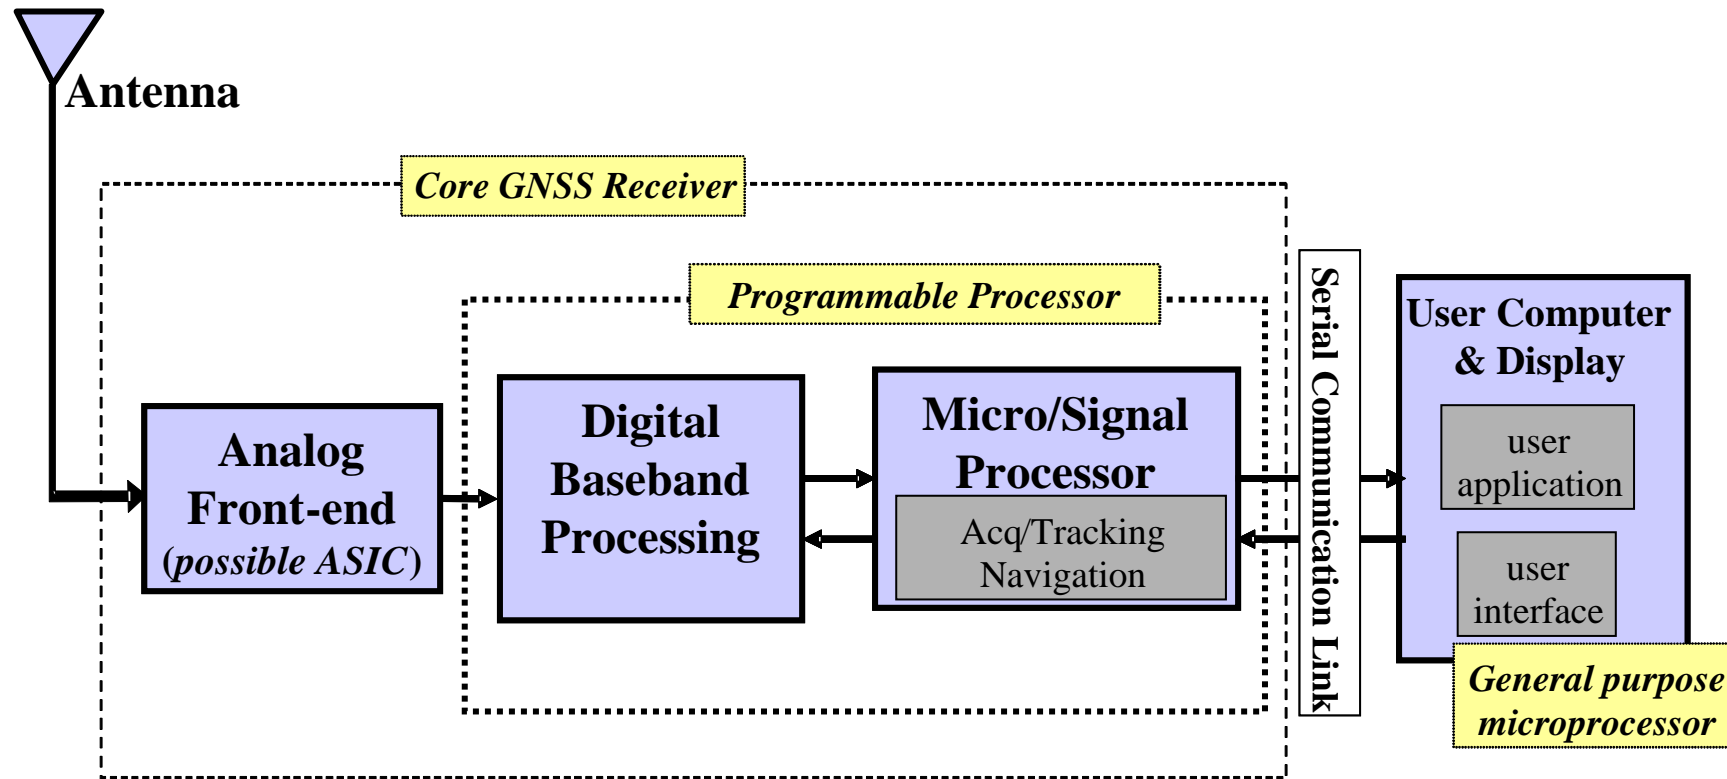 Antenna
Core GNSS Receiver
Programmable Processor
Analog
Front-end
(possible ASIC)
Digital
Baseband
Processing
Micro/Signal
Processor
Acq/Tracking
Navigation
Serial Communication Link
User Computer
& Display
user
application
user
interface
General purpose
microprocessor